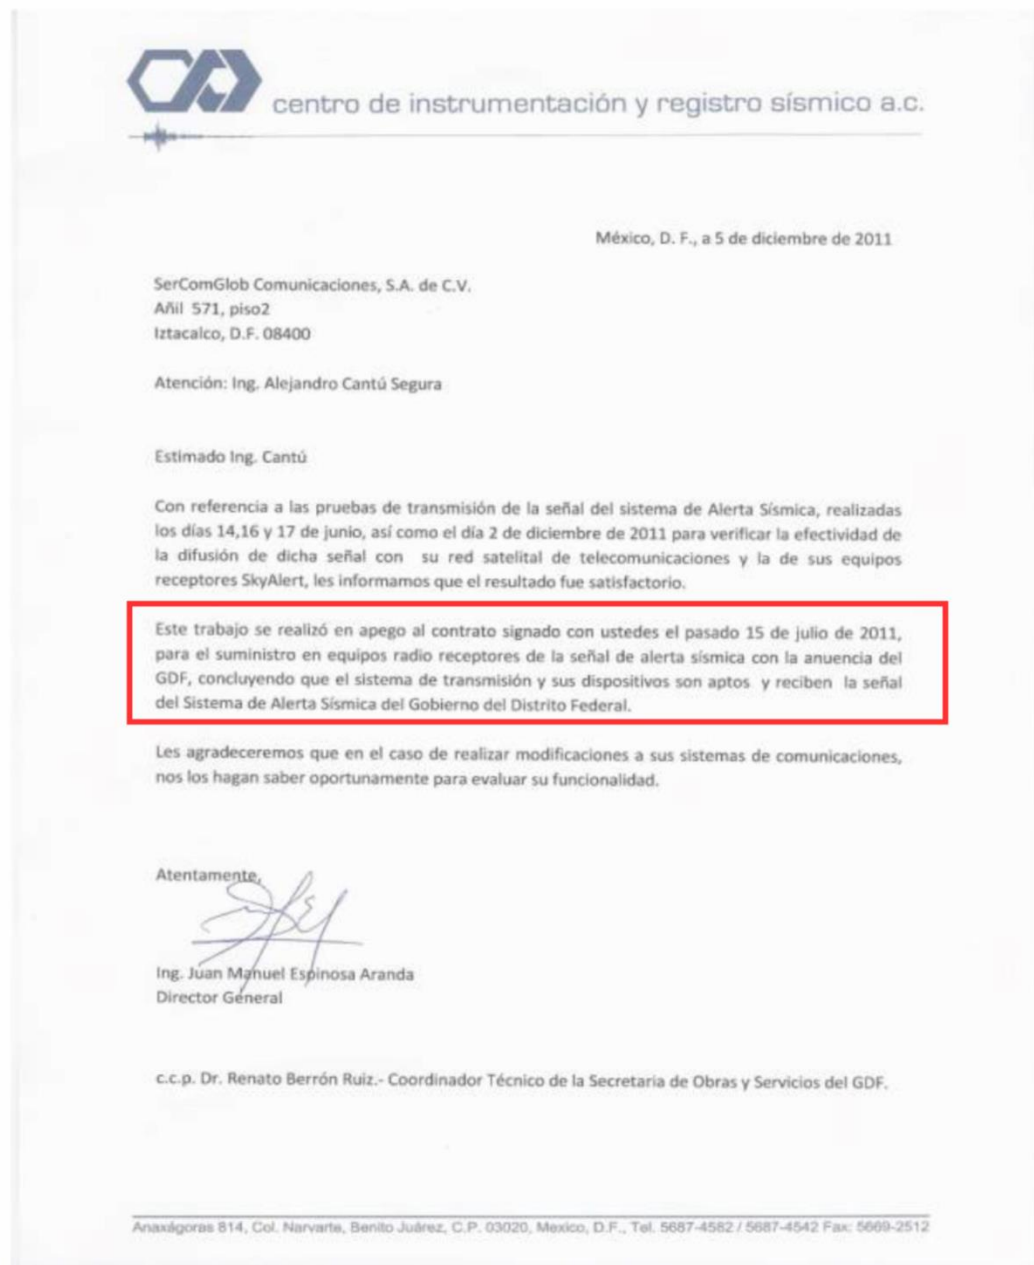 centro de instrumentación y registro sísmico a.c.
México, D. F., a 5 de diciembre de 2011
SerComGlob Comunicaciones, S.A. de C.V.
Añil 571, piso2
Iztacalco, D.F. 08400
Atención: Ing. Alejandro Cantú Segura
Estimado Ing. Cantú
Con referencia a las pruebas de transmisión de la señal del sistema de Alerta Sísmica, realizadas
los días 14,16 y 17 de junio, así como el día 2 de diciembre de 2011 para verificar la efectividad de
la difusión de dicha señal con su red satelital de telecomunicaciones y la de sus equipos
receptores SkyAlert, les informamos que el resultado fue satisfactorio.
Este trabajo se realizó en apego al contrato signado con ustedes el pasado 15 de julio de 2011,
para el suministro en equipos radio receptores de la señal de alerta sísmica con la anuencia del
GDF, concluyendo que el sistema de transmisión y sus dispositivos son aptos y reciben la señal
del Sistema de Alerta Sísmica del Gobierno del Distrito Federal.
Les agradeceremos que en el caso de realizar modificaciones a sus sistemas de comunicaciones,
nos los hagan saber oportunamente para evaluar su funcionalidad.
Atentamente,
Ing. Juan Manuel Espinosa Aranda
Director General
c.c.p. Dr. Renato Berrón Ruiz.- Coordinador Técnico de la Secretaria de Obras y Servicios del GDF.
Anaxágoras 814, Col. Narvarte, Benito Juárez, C.P. 03020, Mexico, D.F., Tel. 5687-4582 / 5687-4542 Fax: 5669-2512